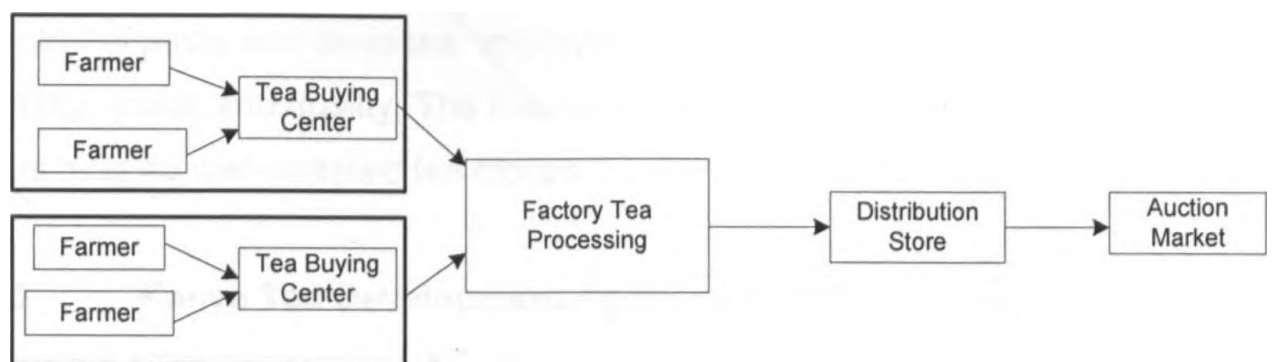 Farmer
Farmer
Tea Buying
Center
Farmer
Farmer
Tea Buying
Center
Factory Tea
Processing
Distribution
Store
Auction
Market